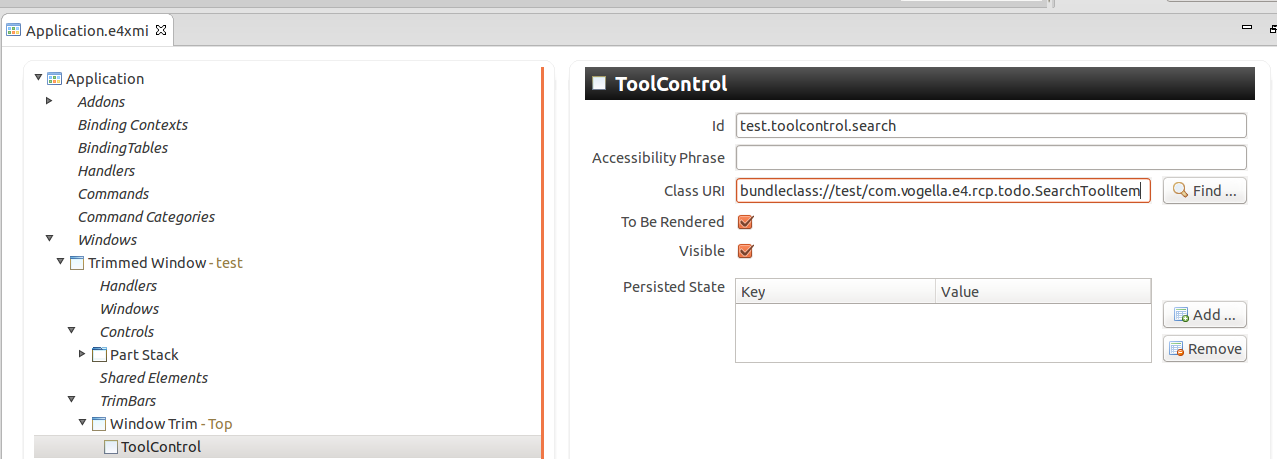 Application.e4xmi
Application
Addons
Binding Contexts
BindingTables
Handlers
Commands
Command Categories
Windows
Trimmed Window - test
Handlers
Windows
Controls
Part Stack
Shared Elements
TrimBars
Window Trim - Top
ToolControl
ToolControl
Id test.toolcontrol.search
Accessibility Phrase
Class URI bundleclass://test/com.vogella.e4.rcp.todo.SearchToolItem Find ...
To Be Rendered
Visible
Persisted State Key Value
Add ...
Remove